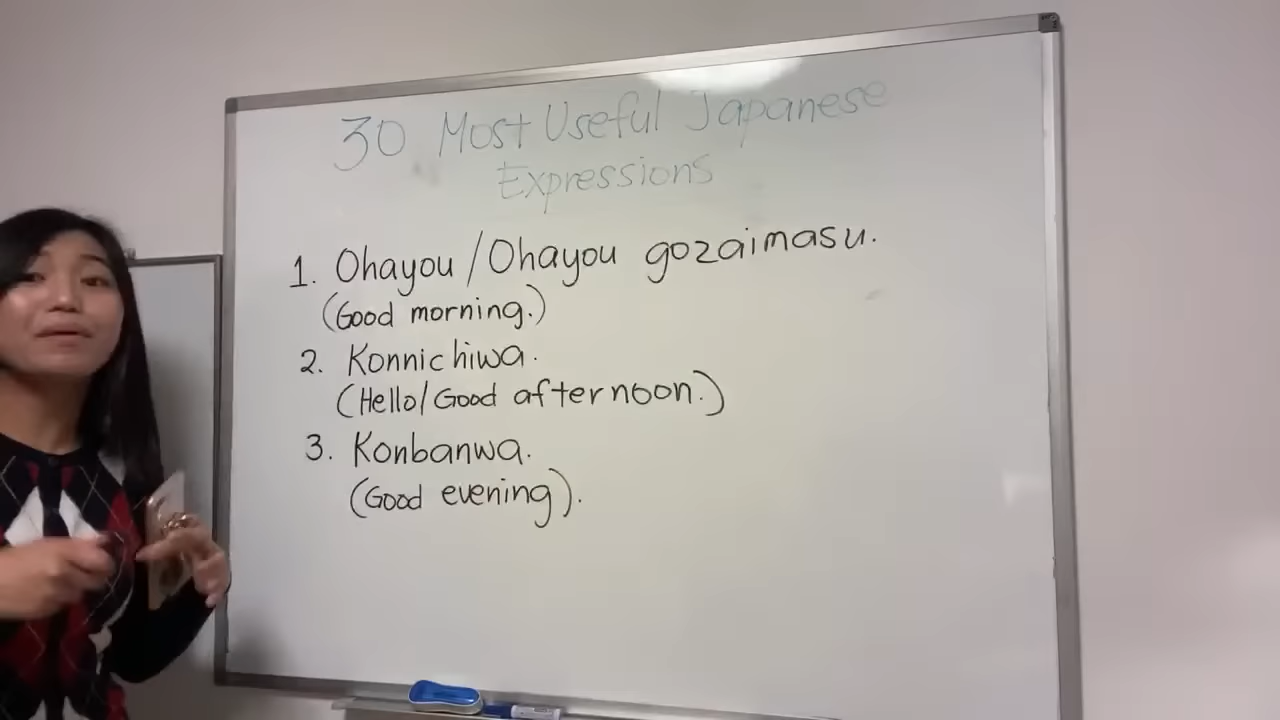 30 Most Useful Japanese
Expressions
1. Ohayou/Ohayou gozaimasu.
(Good morning.)
2. Konnichiwa.
(Hello/Good afternoon.)
3. Konbanwa.
(Good evening).